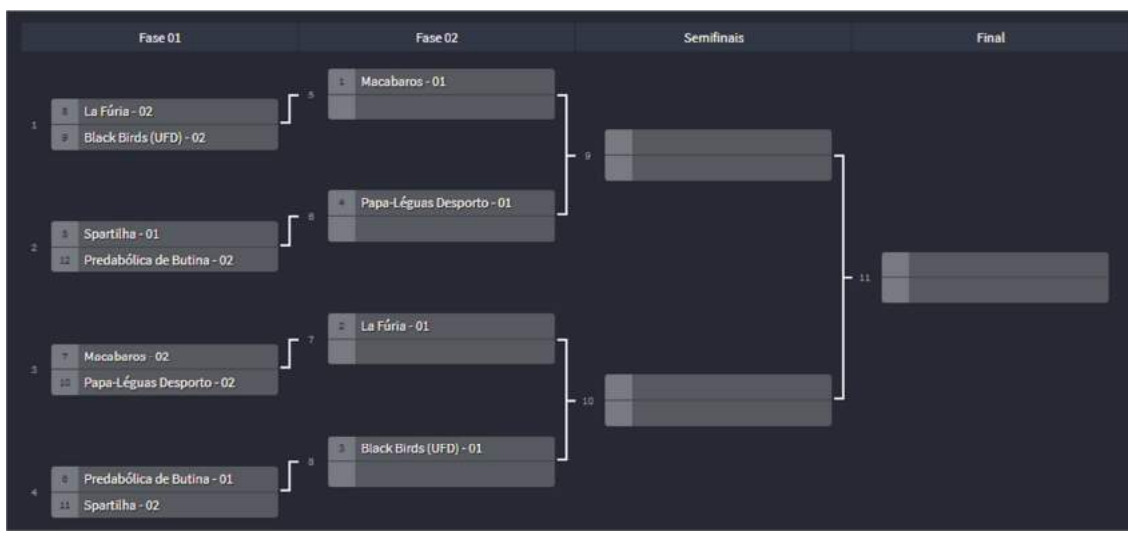 Fase 01
Fase 02
Semifinais
Final
1
8 La Fúria - 02
9 Black Birds (UFD) - 02
2
5 Spartilha - 01
12 Predabólica de Butina - 02
3
7 Macabaros - 02
10 Papa-Léguas Desporto - 02
4
6 Predabólica de Butina - 01
11 Spartilha - 02
5
1 Macabaros - 01
6
4 Papa-Léguas Desporto - 01
7
2 La Fúria - 01
8
3 Black Birds (UFD) - 01
9
10
11